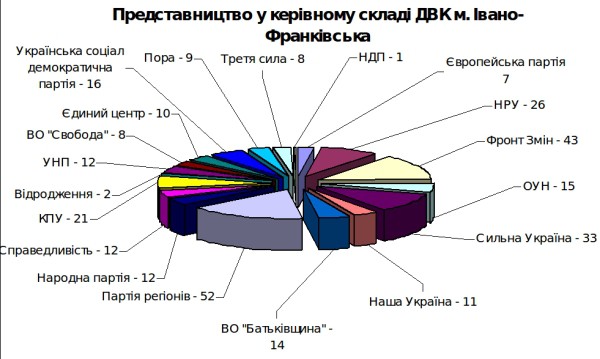 Представництво у керівному складі ДВК м. Івано-
Франківська
Українська соціал
демократична
партія - 16
Пора - 9
Третя сила - 8
НДП - 1
Європейська партія
7
НРУ - 26
Фронт Змін - 43
ОУН - 15
Сильна Україна - 33
Наша Україна - 11
ВО "Батьківщина" -
14
Партія регіонів - 52
Народна партія - 12
Справедливість - 12
КПУ - 21
Відродження - 2
УНП - 12
ВО "Свобода" - 8
Єдиний центр - 10